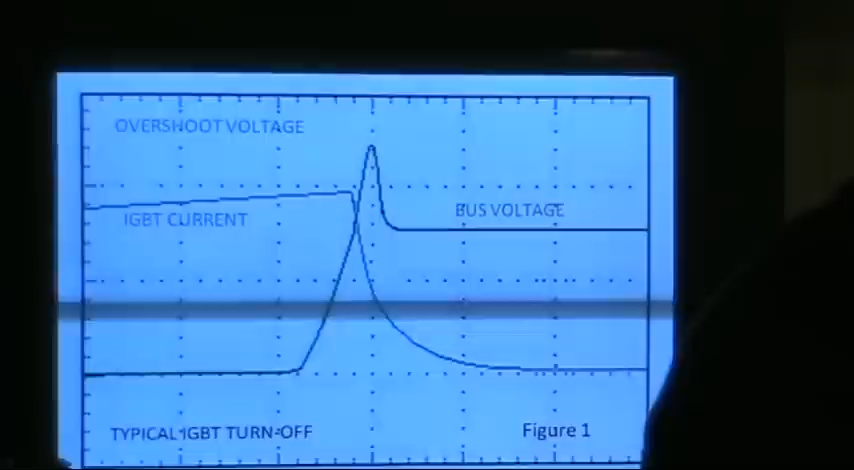 OVERSHOOT VOLTAGE
IGBT CURRENT
BUS VOLTAGE
TYPICAL IGBT TURN-OFF
Figure 1